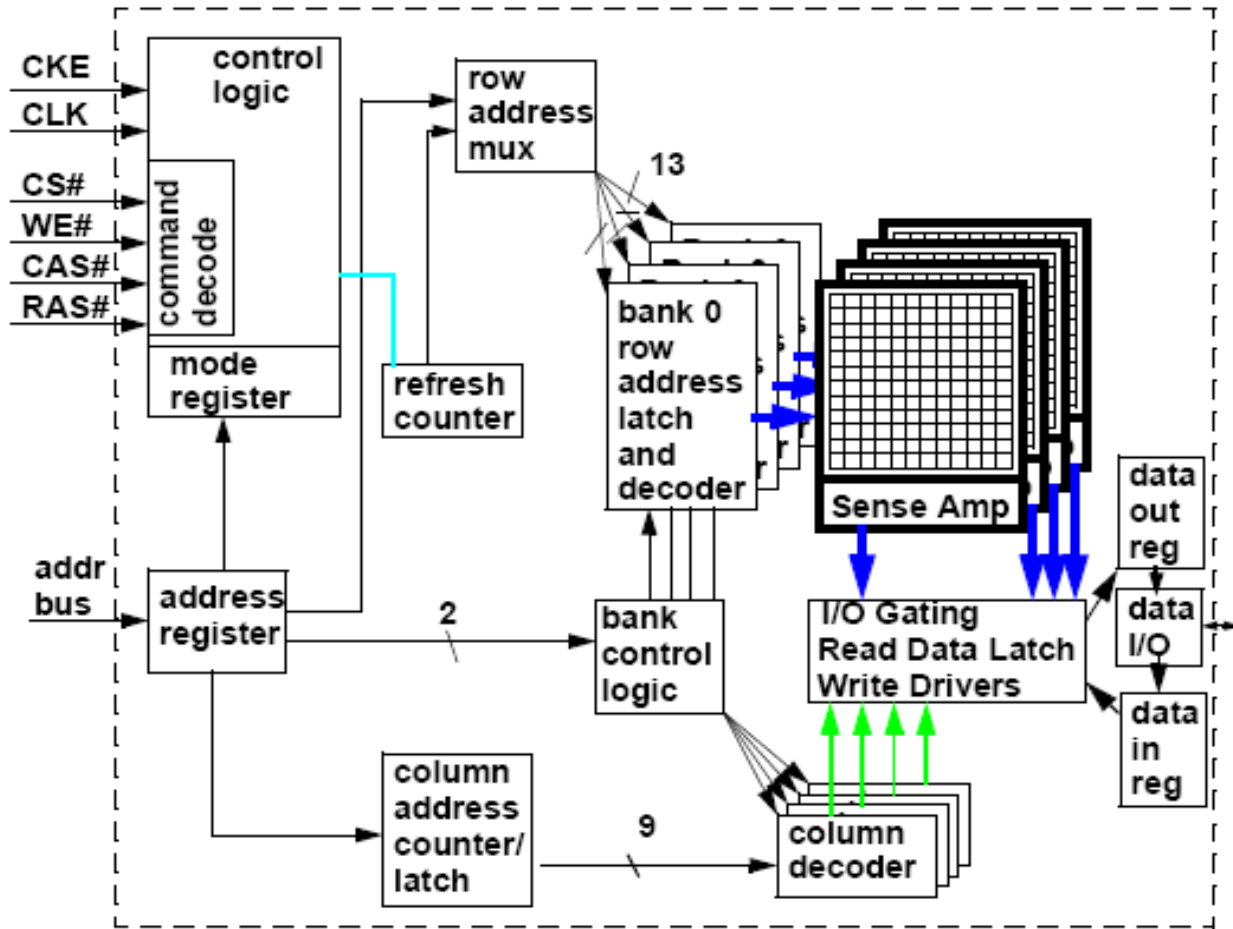 CKE
CLK
CS#
WE#
CAS#
RAS#
control
logic
command
decode
mode
register
row
address
mux
13
refresh
counter
bank 0
row
address
latch
and
decoder
Sense Amp
data
out
reg
addr
bus
address
register
2
bank
control
logic
I/O Gating
Read Data Latch
Write Drivers
data
I/O
data
in
reg
column
address
counter/
latch
9
column
decoder